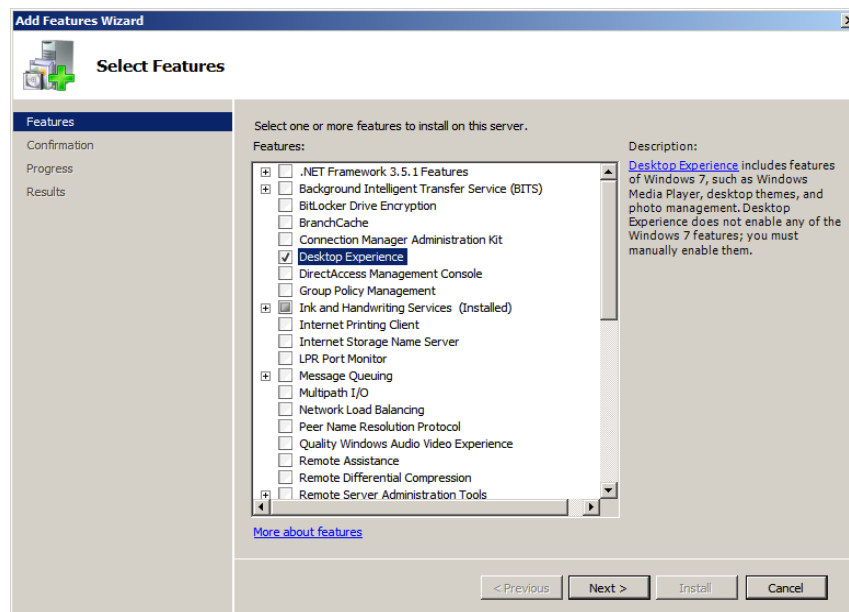 Add Features Wizard
Select Features
Features
Confirmation
Progress
Results
Select one or more features to install on this server.
Features:
.NET Framework 3.5.1 Features
Background Intelligent Transfer Service (BITS)
BitLocker Drive Encryption
BranchCache
Connection Manager Administration Kit
Desktop Experience
DirectAccess Management Console
Group Policy Management
Ink and Handwriting Services (Installed)
Internet Printing Client
Internet Storage Name Server
LPR Port Monitor
Message Queuing
Multipath I/O
Network Load Balancing
Peer Name Resolution Protocol
Quality Windows Audio Video Experience
Remote Assistance
Remote Differential Compression
Remote Server Administration Tools
More about features
Description:
Desktop Experience includes features
of Windows 7, such as Windows
Media Player, desktop themes, and
photo management. Desktop
Experience does not enable any of the
Windows 7 features; you must
manually enable them.
< Previous
Next >
Install
Cancel